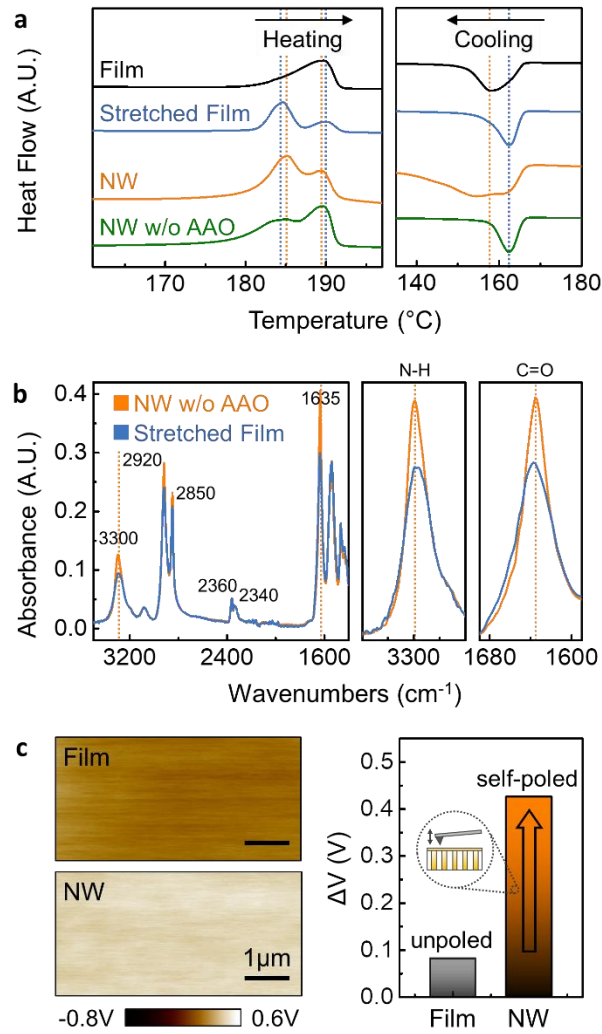 a
Heating
Cooling
Film
Stretched Film
NW
NW w/o AAO
Heat Flow (A.U.)
170 180 190 140 160 180
Temperature (°C)
b
N-H C=O
0.4
0.3
0.2
0.1
0.0
NW w/o AAO
Stretched Film
1635
2920
2850
3300
2360
2340
Absorbance (A.U.)
3200 2400 1600 3300 1680 1600
Wavenumbers (cm⁻¹)
c
Film
NW
1µm
-0.8V 0.6V
ΔV (V)
0.5
0.4
0.3
0.2
0.1
0.0
self-poled
unpoled
Film NW